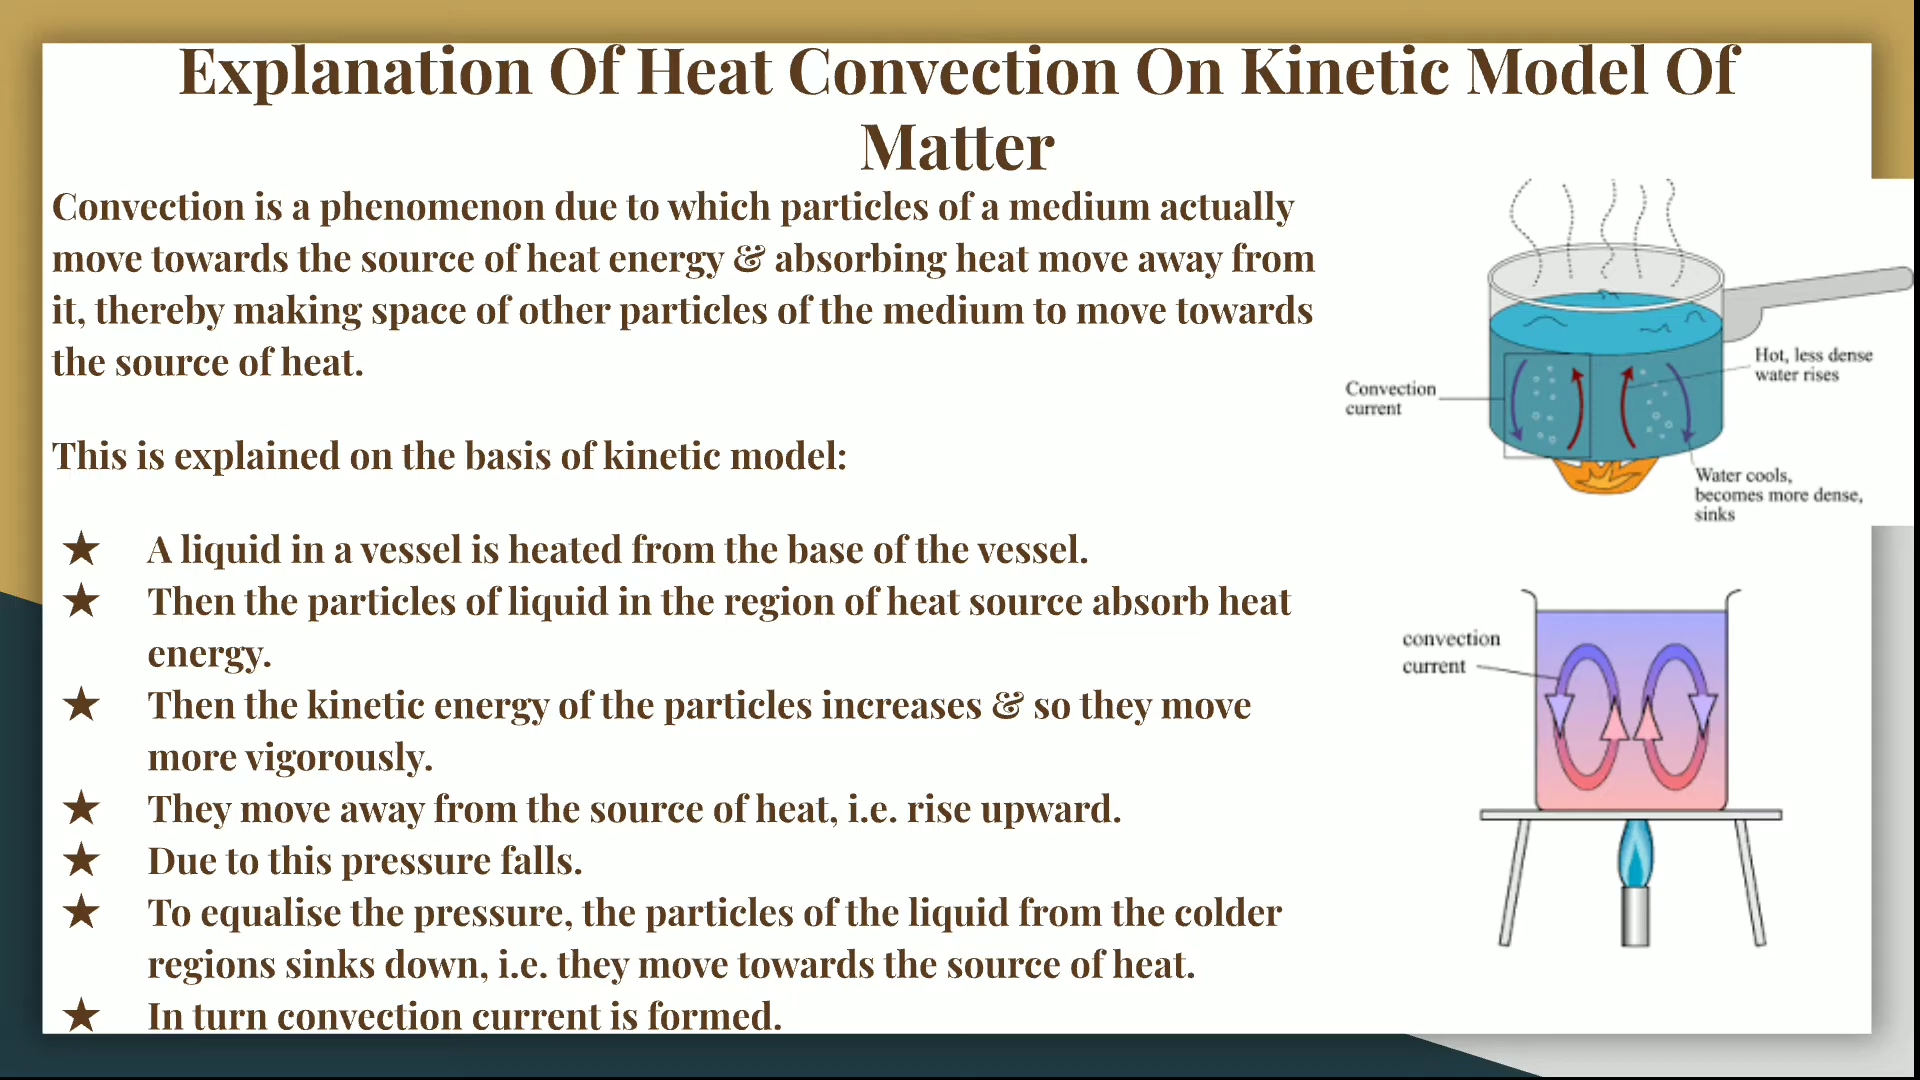 Explanation Of Heat Convection On Kinetic Model Of
Matter
Convection is a phenomenon due to which particles of a medium actually
move towards the source of heat energy & absorbing heat move away from
it, thereby making space of other particles of the medium to move towards
the source of heat.
This is explained on the basis of kinetic model:
★ A liquid in a vessel is heated from the base of the vessel.
★ Then the particles of liquid in the region of heat source absorb heat
energy.
★ Then the kinetic energy of the particles increases & so they move
more vigorously.
★ They move away from the source of heat, i.e. rise upward.
★ Due to this pressure falls.
★ To equalise the pressure, the particles of the liquid from the colder
regions sinks down, i.e. they move towards the source of heat.
★ In turn convection current is formed.
Hot, less dense
water rises
Convection
current
Water cools,
becomes more dense,
sinks
convection
current